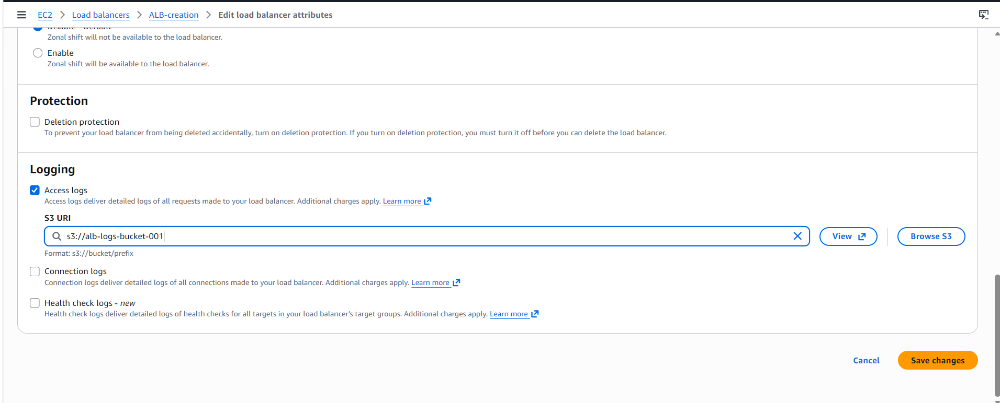 EC2 > Load balancers > ALB-creation > Edit load balancer attributes
Disable - Default
Zonal shift will not be available to the load balancer.
Enable
Zonal shift will be available to the load balancer.
Protection
Deletion protection
To prevent your load balancer from being deleted accidentally, turn on deletion protection. If you turn on deletion protection, you must turn it off before you can delete the load balancer.
Logging
Access logs
Access logs deliver detailed logs of all requests made to your load balancer. Additional charges apply. Learn more
S3 URI
s3://alb-logs-bucket-001
View
Browse S3
Format: s3://bucket/prefix
Connection logs
Connection logs deliver detailed logs of all connections made to your load balancer. Additional charges apply. Learn more
Health check logs - new
Health check logs deliver detailed logs of health checks for all targets in your load balancer's target groups. Additional charges apply. Learn more
Cancel
Save changes